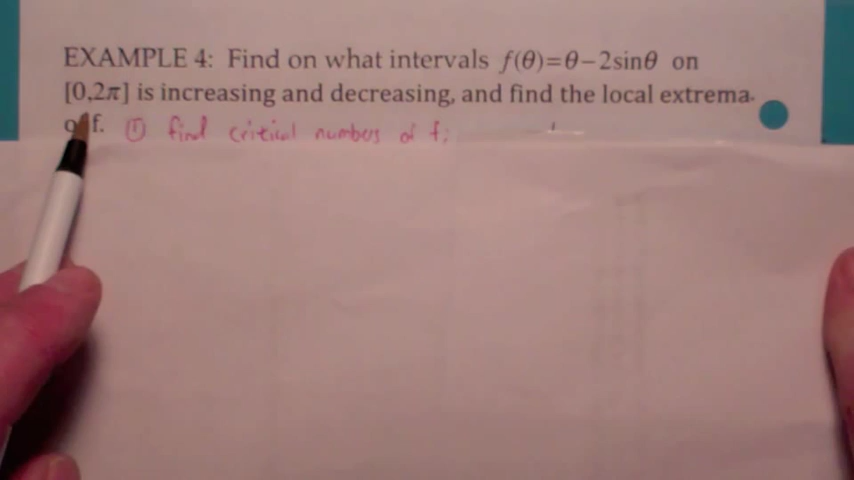 EXAMPLE 4: Find on what intervals f(θ)=θ−2sinθ on
[0,2π] is increasing and decreasing, and find the local extrema
f. ① find critical numbers of f: